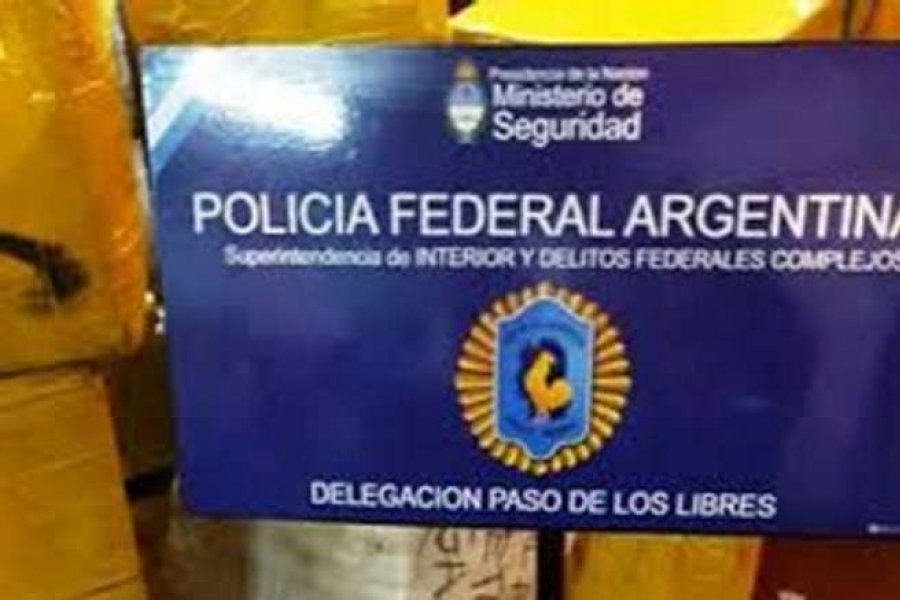 Presidencia de la Nación
Ministerio de
Seguridad
POLICIA FEDERAL ARGENTINA
Superintendencia de INTERIOR Y DELITOS FEDERALES COMPLEJOS
DELEGACION PASO DE LOS LIBRES